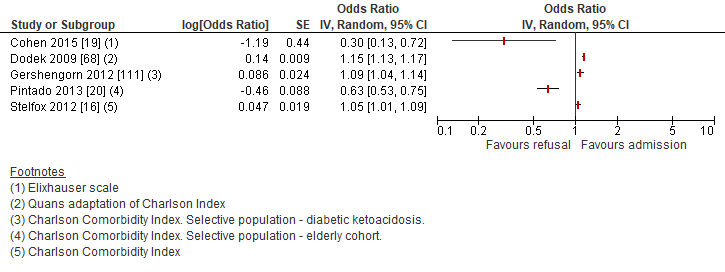 Odds Ratio Odds Ratio
Study or Subgroup log[Odds Ratio] SE IV, Random, 95% CI IV, Random, 95% CI
Cohen 2015 [19] (1) -1.19 0.44 0.30 [0.13, 0.72]
Dodek 2009 [68] (2) 0.14 0.009 1.15 [1.13, 1.17]
Gershengorn 2012 [111] (3) 0.086 0.024 1.09 [1.04, 1.14]
Pintado 2013 [20] (4) -0.46 0.088 0.63 [0.53, 0.75]
Stelfox 2012 [16] (5) 0.047 0.019 1.05 [1.01, 1.09]
0.1 0.2 0.5 1 2 5 10
Favours refusal Favours admission
Footnotes
(1) Elixhauser scale
(2) Quans adaptation of Charlson Index
(3) Charlson Comorbidity Index. Selective population - diabetic ketoacidosis.
(4) Charlson Comorbidity Index. Selective population - elderly cohort.
(5) Charlson Comorbidity Index